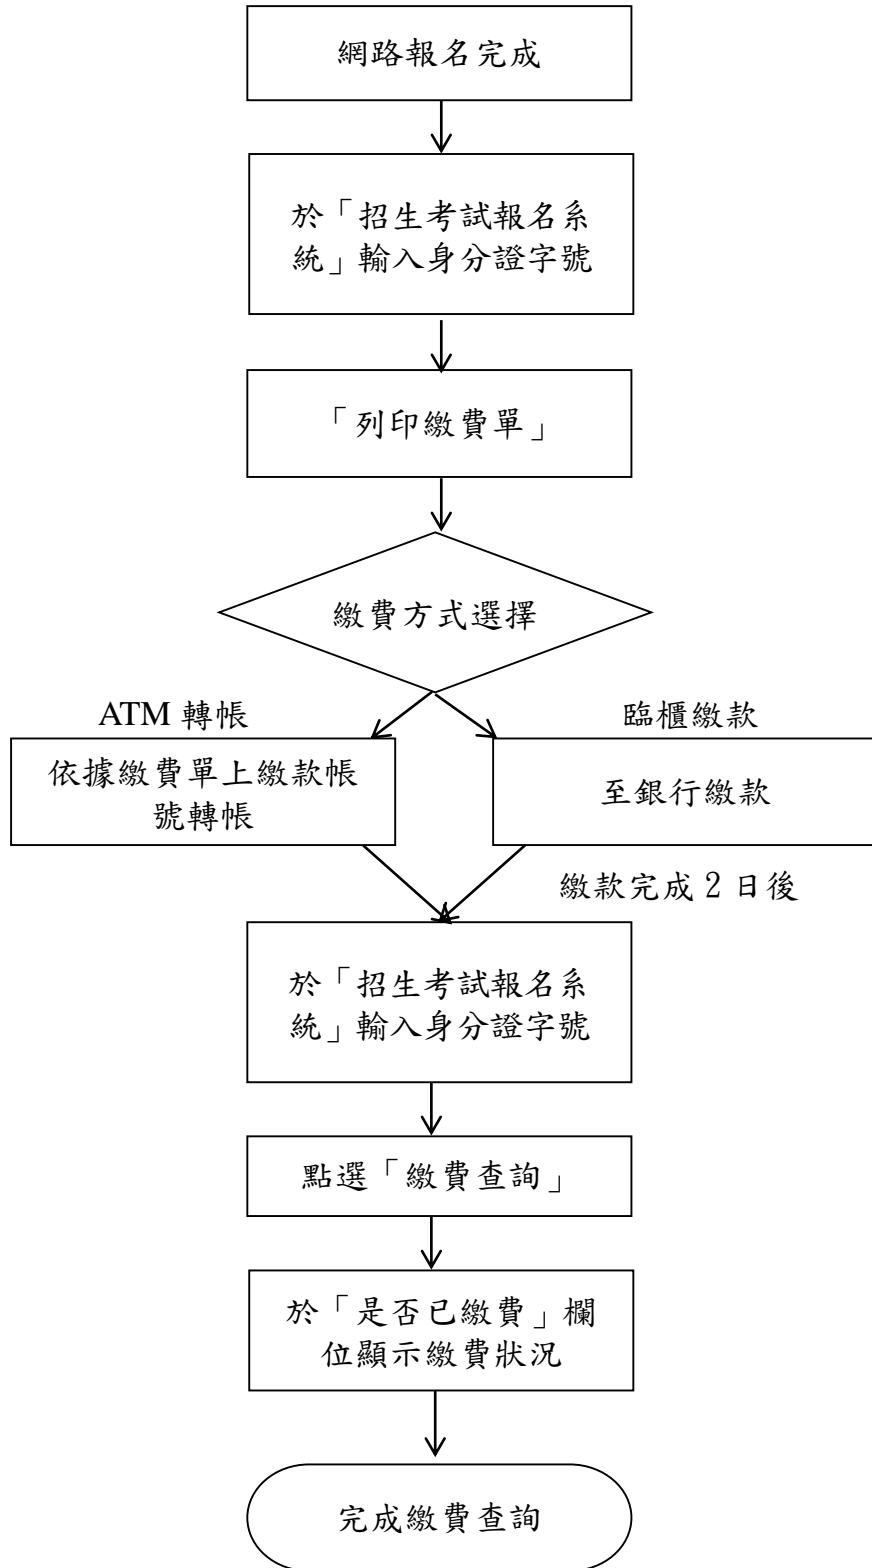 網路報名完成
於「招生考試報名系
統」輸入身分證字號
「列印繳費單」
繳費方式選擇
ATM 轉帳
臨櫃繳款
依據繳費單上繳款帳
號轉帳
至銀行繳款
繳款完成 2 日後
於「招生考試報名系
統」輸入身分證字號
點選「繳費查詢」
於「是否已繳費」欄
位顯示繳費狀況
完成繳費查詢